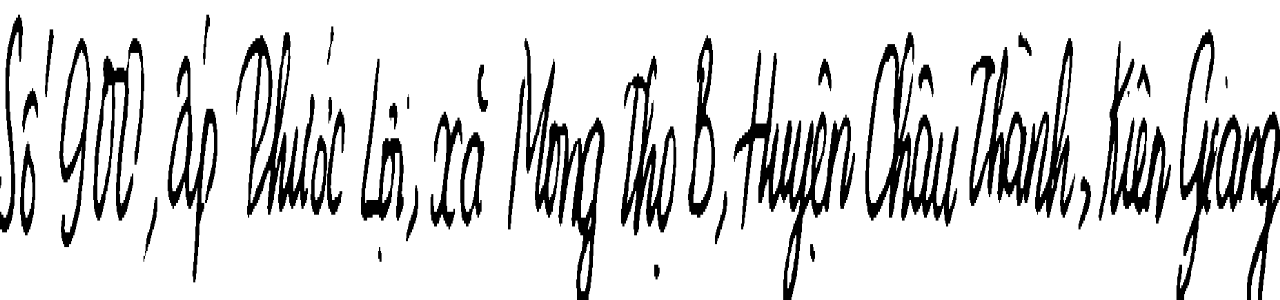 Số 900, ấp Phước Lợi, xã Mong Thọ B, Huyện Châu Thành, Kiên Giang